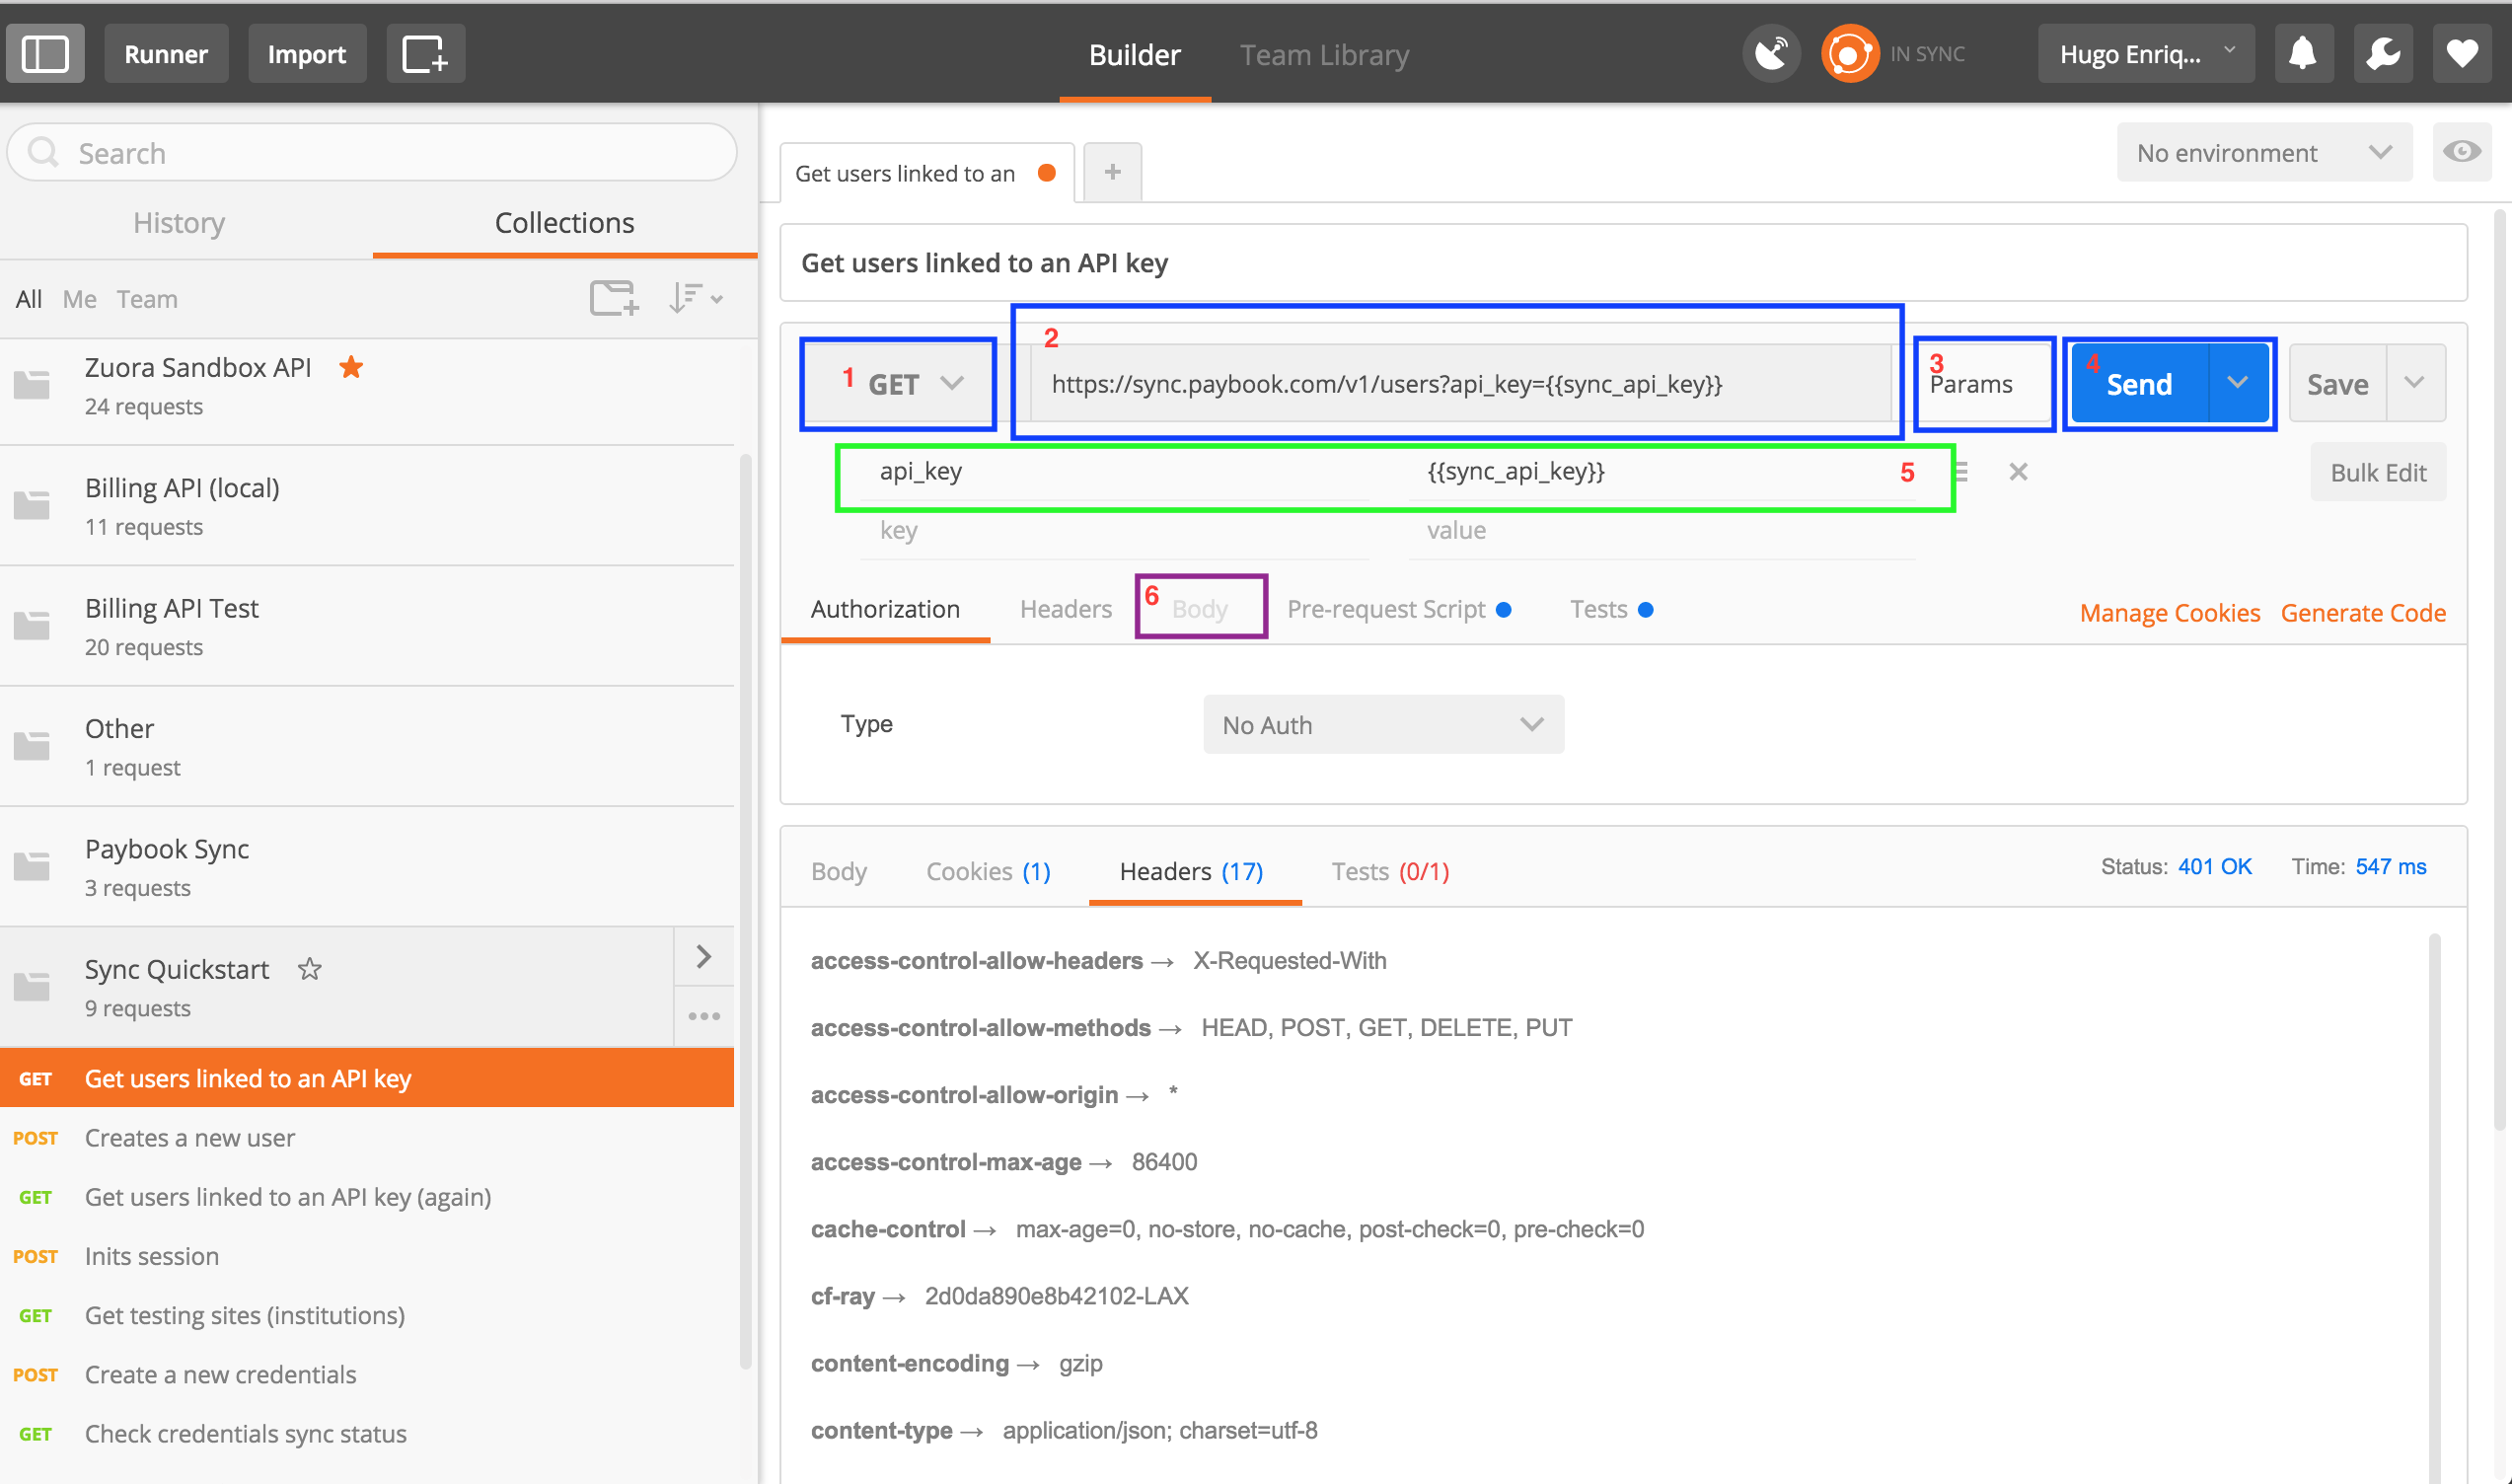 Runner Import Builder Team Library IN SYNC Hugo Enriq...
Search
History Collections
All Me Team
Zuora Sandbox API
24 requests
Billing API (local)
11 requests
Billing API Test
20 requests
Other
1 request
Paybook Sync
3 requests
Sync Quickstart
9 requests
GET Get users linked to an API key
POST Creates a new user
GET Get users linked to an API key (again)
POST Inits session
GET Get testing sites (institutions)
POST Create a new credentials
GET Check credentials sync status
Get users linked to an +
No environment
Get users linked to an API key
1 GET 2 https://sync.paybook.com/v1/users?api_key={{sync_api_key}} 3 Params 4 Send Save
api_key {{sync_api_key}} 5 Bulk Edit
key value
Authorization Headers 6 Body Pre-request Script Tests Manage Cookies Generate Code
Type No Auth
Body Cookies (1) Headers (17) Tests (0/1) Status: 401 OK Time: 547 ms
access-control-allow-headers → X-Requested-With
access-control-allow-methods → HEAD, POST, GET, DELETE, PUT
access-control-allow-origin → *
access-control-max-age → 86400
cache-control → max-age=0, no-store, no-cache, post-check=0, pre-check=0
cf-ray → 2d0da890e8b42102-LAX
content-encoding → gzip
content-type → application/json; charset=utf-8